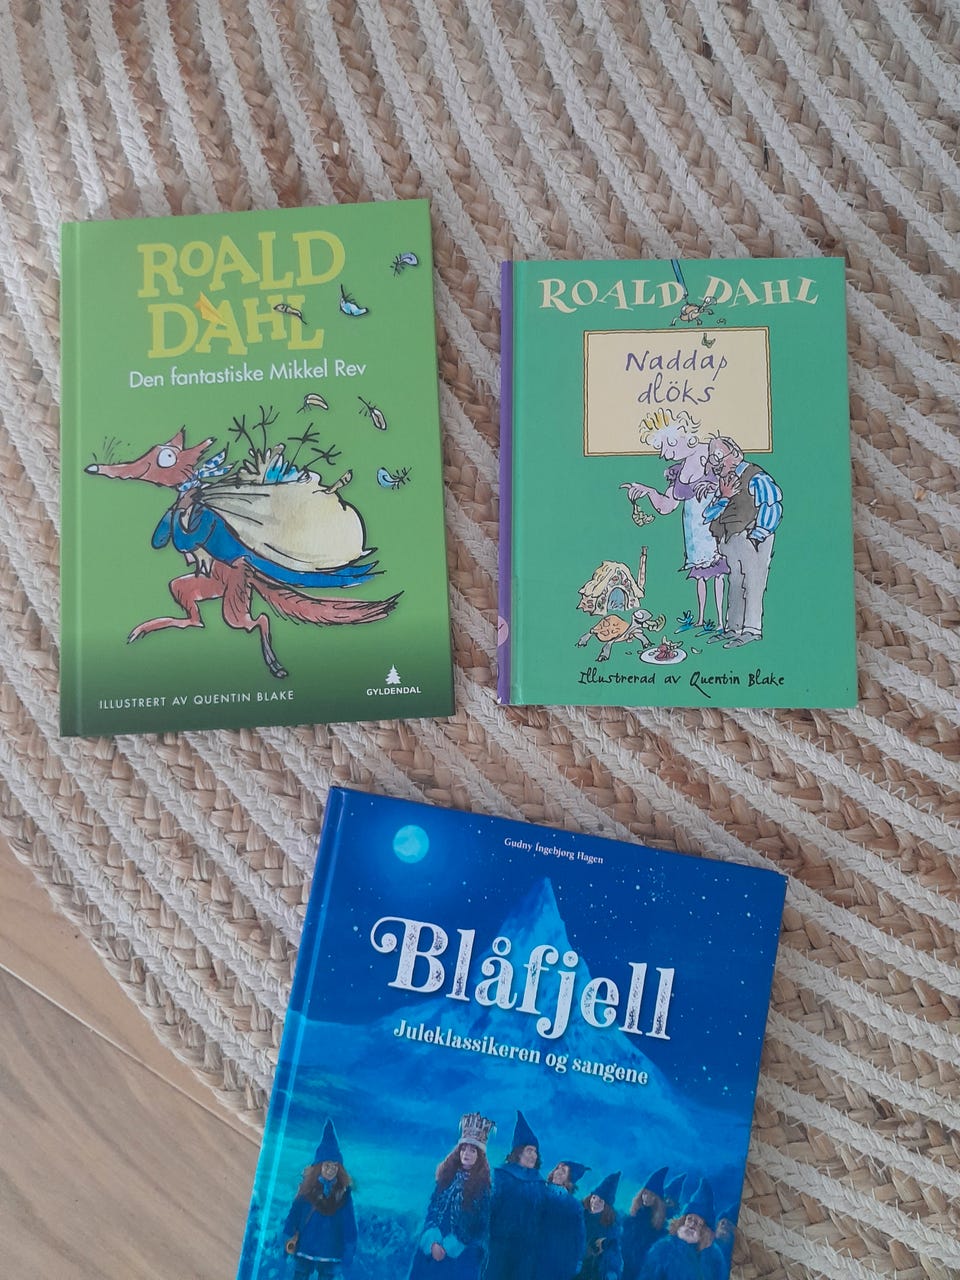 ROALD
DAHL
Den fantastiske Mikkel Rev
ILLUSTRERT AV QUENTIN BLAKE
GYLDENDAL
ROALD DAHL
Naddap
dlöks
Illustrerad av Quentin Blake
Gudny Ingebjørg Hagen
Blåfjell
Juleklassikeren og sangene